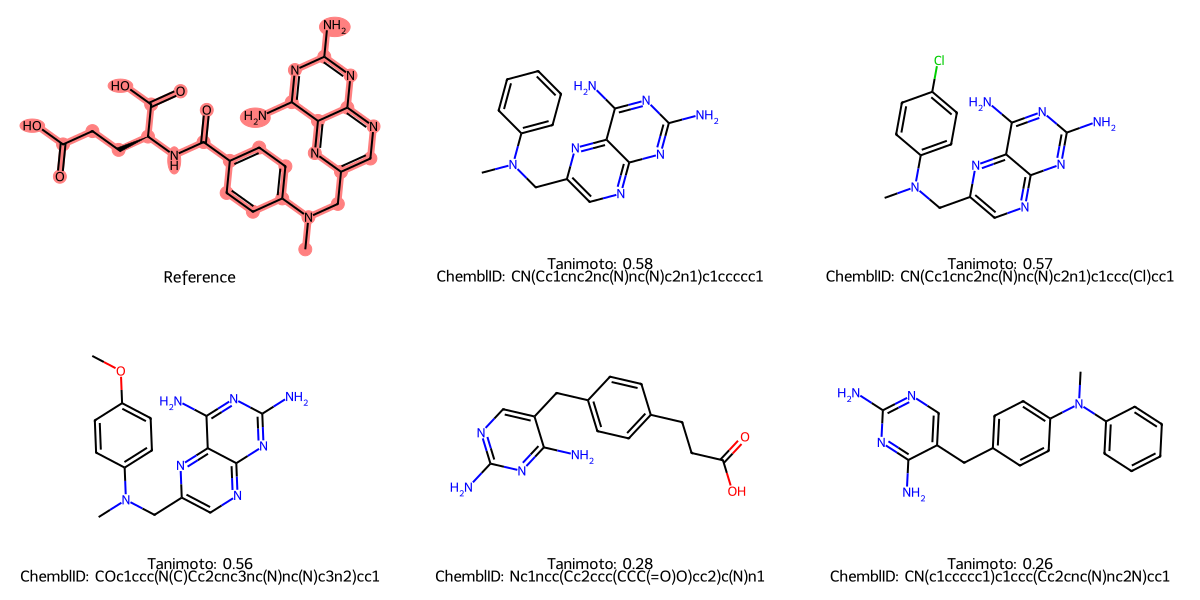 NH₂
N
N
H₂N
N
N
HO
O
O
HO
N
H
O
N
Reference
H₂N
N
NH₂
N
N
N
N
Tanimoto: 0.58
ChemblID: CN(Cc1cnc2nc(N)nc(N)c2n1)c1ccccc1
Cl
H₂N
N
NH₂
N
N
N
N
Tanimoto: 0.57
ChemblID: CN(Cc1cnc2nc(N)nc(N)c2n1)c1ccc(Cl)cc1
O
H₂N
N
NH₂
N
N
N
N
Tanimoto: 0.56
ChemblID: COc1ccc(N(C)Cc2cnc3nc(N)nc(N)c3n2)cc1
N
N
H₂N
NH₂
O
OH
Tanimoto: 0.28
ChemblID: Nc1ncc(Cc2ccc(CCC(=O)O)cc2)c(N)n1
H₂N
N
N
NH₂
N
Tanimoto: 0.26
ChemblID: CN(c1ccccc1)c1ccc(Cc2cnc(N)nc2N)cc1